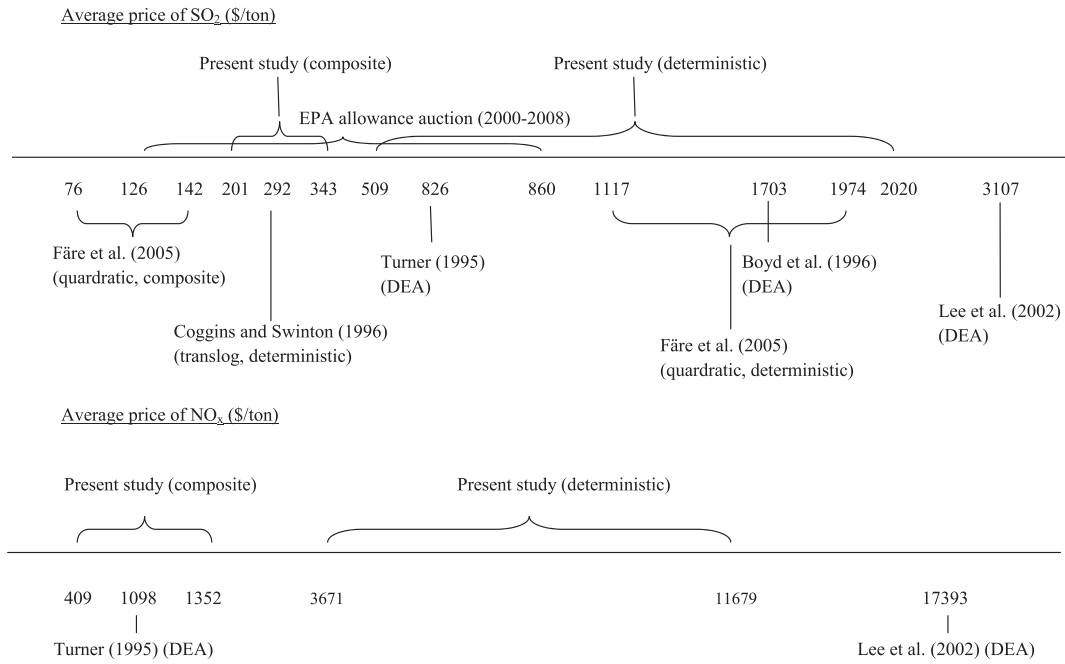 Average price of SO2 ($/ton)
Present study (composite)
Present study (deterministic)
EPA allowance auction (2000-2008)
76 126 142 201 292 343 509 826 860 1117 1703 1974 2020 3107
Färe et al. (2005)
(quardratic, composite)
Turner (1995)
(DEA)
Boyd et al. (1996)
(DEA)
Lee et al. (2002)
(DEA)
Coggins and Swinton (1996)
(translog, deterministic)
Färe et al. (2005)
(quardratic, deterministic)
Average price of NOx ($/ton)
Present study (composite)
Present study (deterministic)
409 1098 1352 3671 11679 17393
Turner (1995) (DEA)
Lee et al. (2002) (DEA)